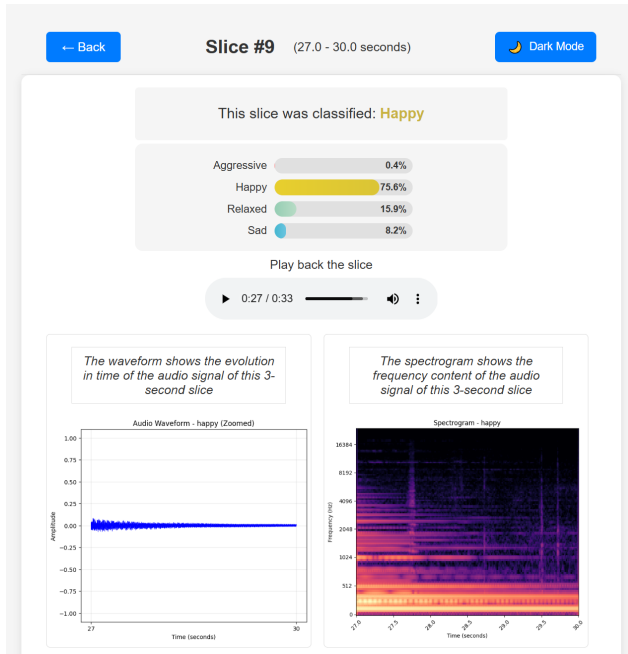 ← Back
Slice #9 (27.0 - 30.0 seconds)
🌙 Dark Mode
This slice was classified: Happy
Aggressive 0.4%
Happy 75.6%
Relaxed 15.9%
Sad 8.2%
Play back the slice
0:27 / 0:33
The waveform shows the evolution
in time of the audio signal of this 3-
second slice
Audio Waveform - happy (Zoomed)
Amplitude
1.00
0.75
0.50
0.25
0.00
−0.25
−0.50
−0.75
−1.00
27
30
Time (seconds)
The spectrogram shows the
frequency content of the audio
signal of this 3-second slice
Spectrogram - happy
Frequency (Hz)
16384
8192
4096
2048
1024
512
0
27.0
27.5
28.0
28.5
29.0
29.5
30.0
Time (seconds)